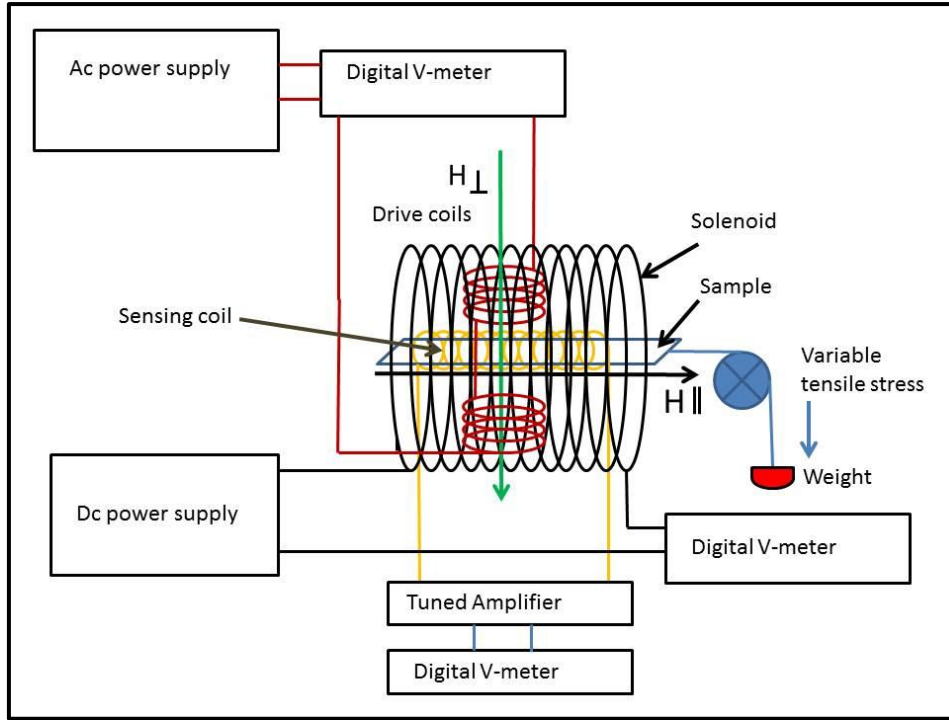 Ac power supply
Digital V-meter
H⊥
Drive coils
Solenoid
Sample
Sensing coil
Variable
tensile stress
H ||
Weight
Dc power supply
Digital V-meter
Tuned Amplifier
Digital V-meter